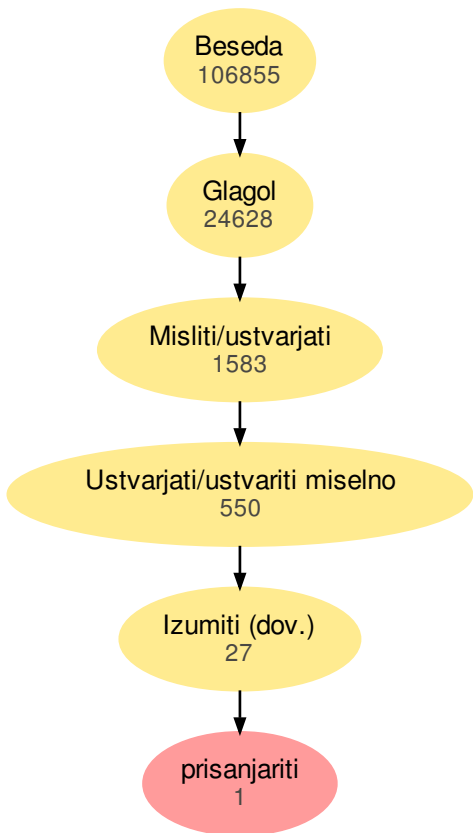 Beseda
106855
Glagol
24628
Misliti/ustvarjati
1583
Ustvarjati/ustvariti miselno
550
Izumiti (dov.)
27
prisanjariti
1